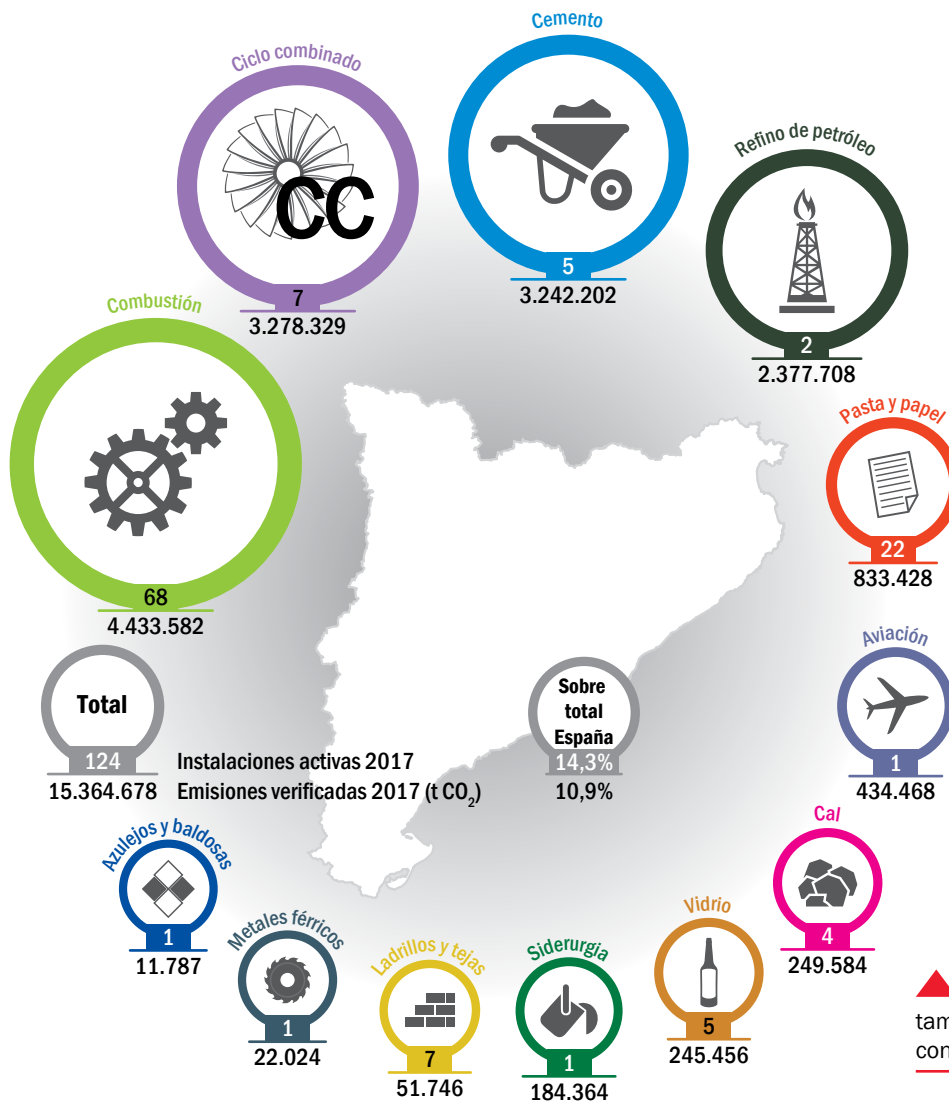 Ciclo combinado
CC
7
3.278.329
Cemento
5
3.242.202
Refino de petróleo
2
2.377.708
Combustión
68
4.433.582
Pasta y papel
22
833.428
Total
124
15.364.678
Instalaciones activas 2017
Emisiones verificadas 2017 (t CO₂)
Sobre
total
España
14,3%
10,9%
Aviación
1
434.468
Azulejos y baldosas
1
11.787
Metales férricos
1
22.024
Ladrillos y tejas
7
51.746
Siderurgia
1
184.364
Vidrio
5
245.456
Cal
4
249.584
tam
con